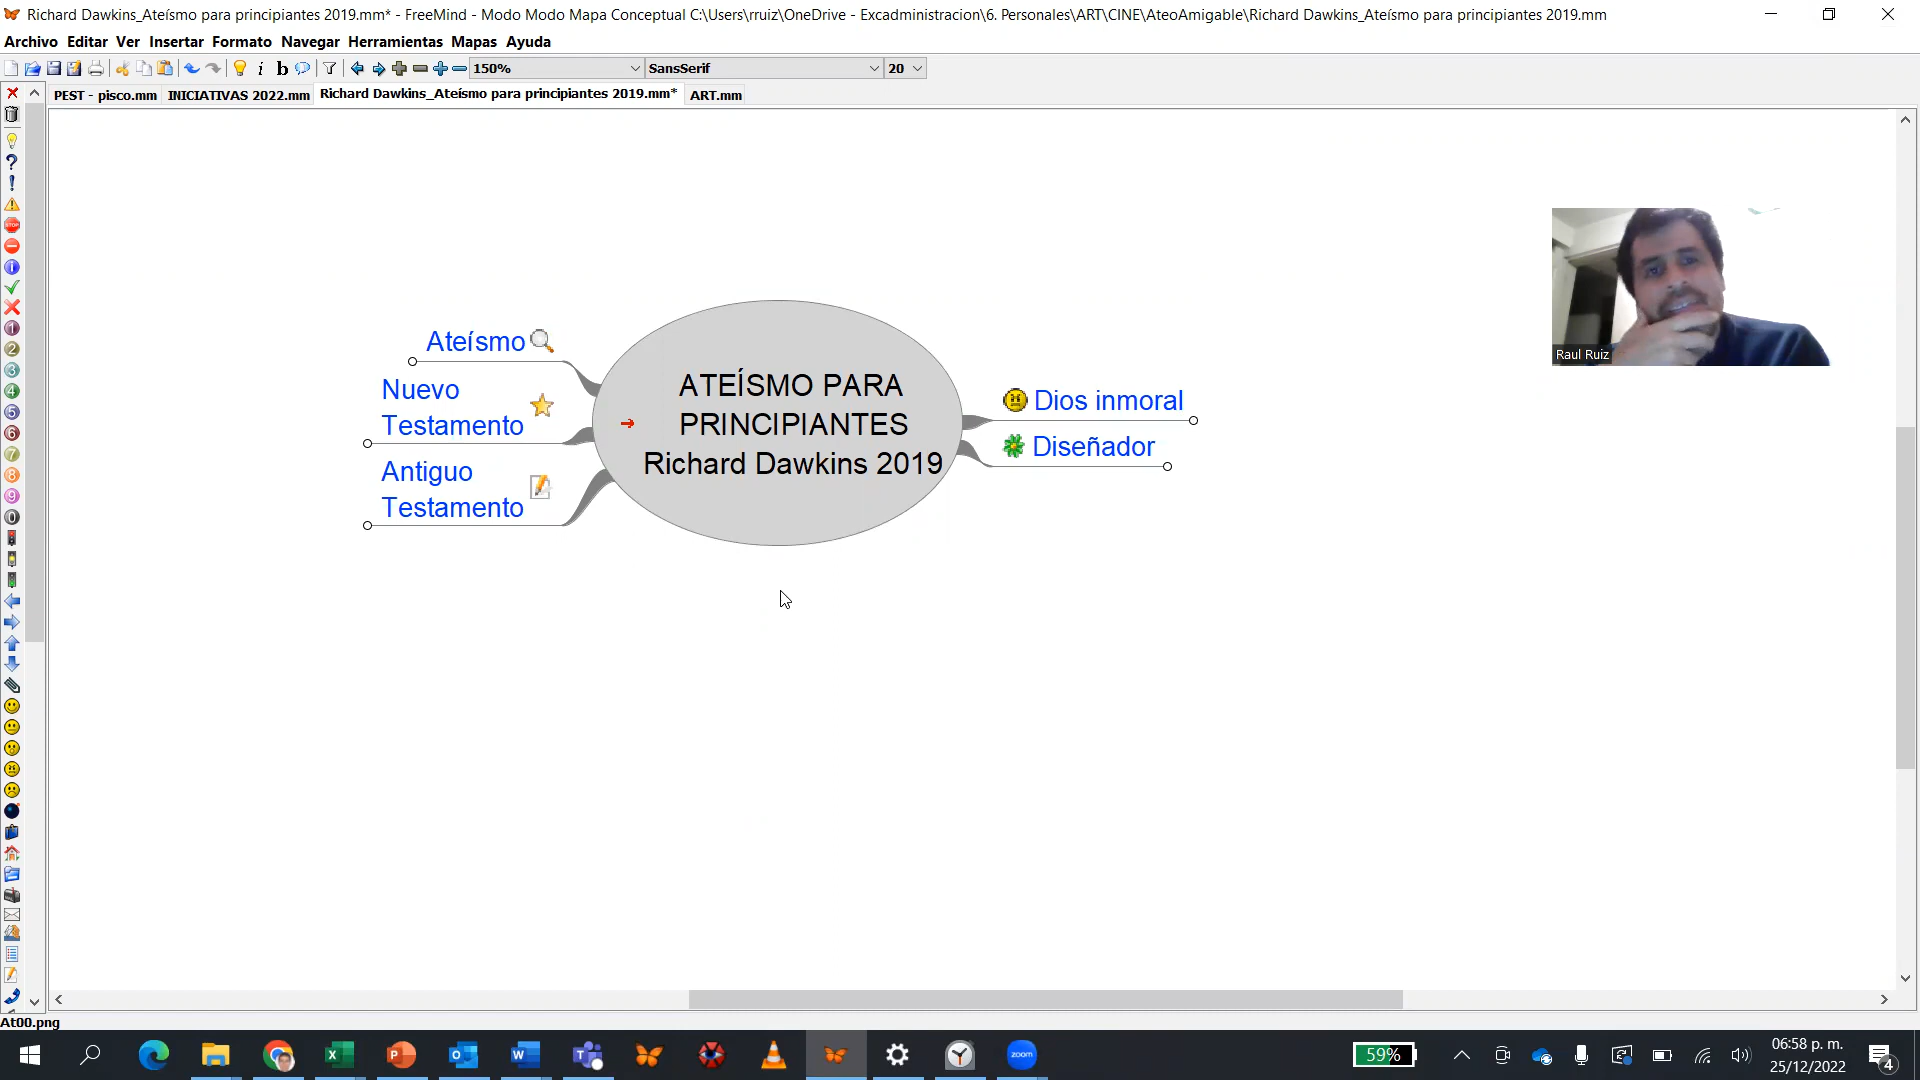 Richard Dawkins_Ateísmo para principiantes 2019.mm* - FreeMind - Modo Modo Mapa Conceptual C:\Users\rruiz\OneDrive - Excadministracion\6. Personales\ART\CINE\AteoAmigable\Richard Dawkins_Ateísmo para principiantes 2019.mm
Archivo Editar Ver Insertar Formato Navegar Herramientas Mapas Ayuda
150% SansSerif 20
PEST - pisco.mm INICIATIVAS 2022.mm Richard Dawkins_Ateísmo para principiantes 2019.mm* ART.mm
Ateísmo
Nuevo
Testamento
Antiguo
Testamento
ATEÍSMO PARA
PRINCIPIANTES
Richard Dawkins 2019
Dios inmoral
Diseñador
Raul Ruiz
At00.png
zoom
59%
06:58 p. m.
25/12/2022
4